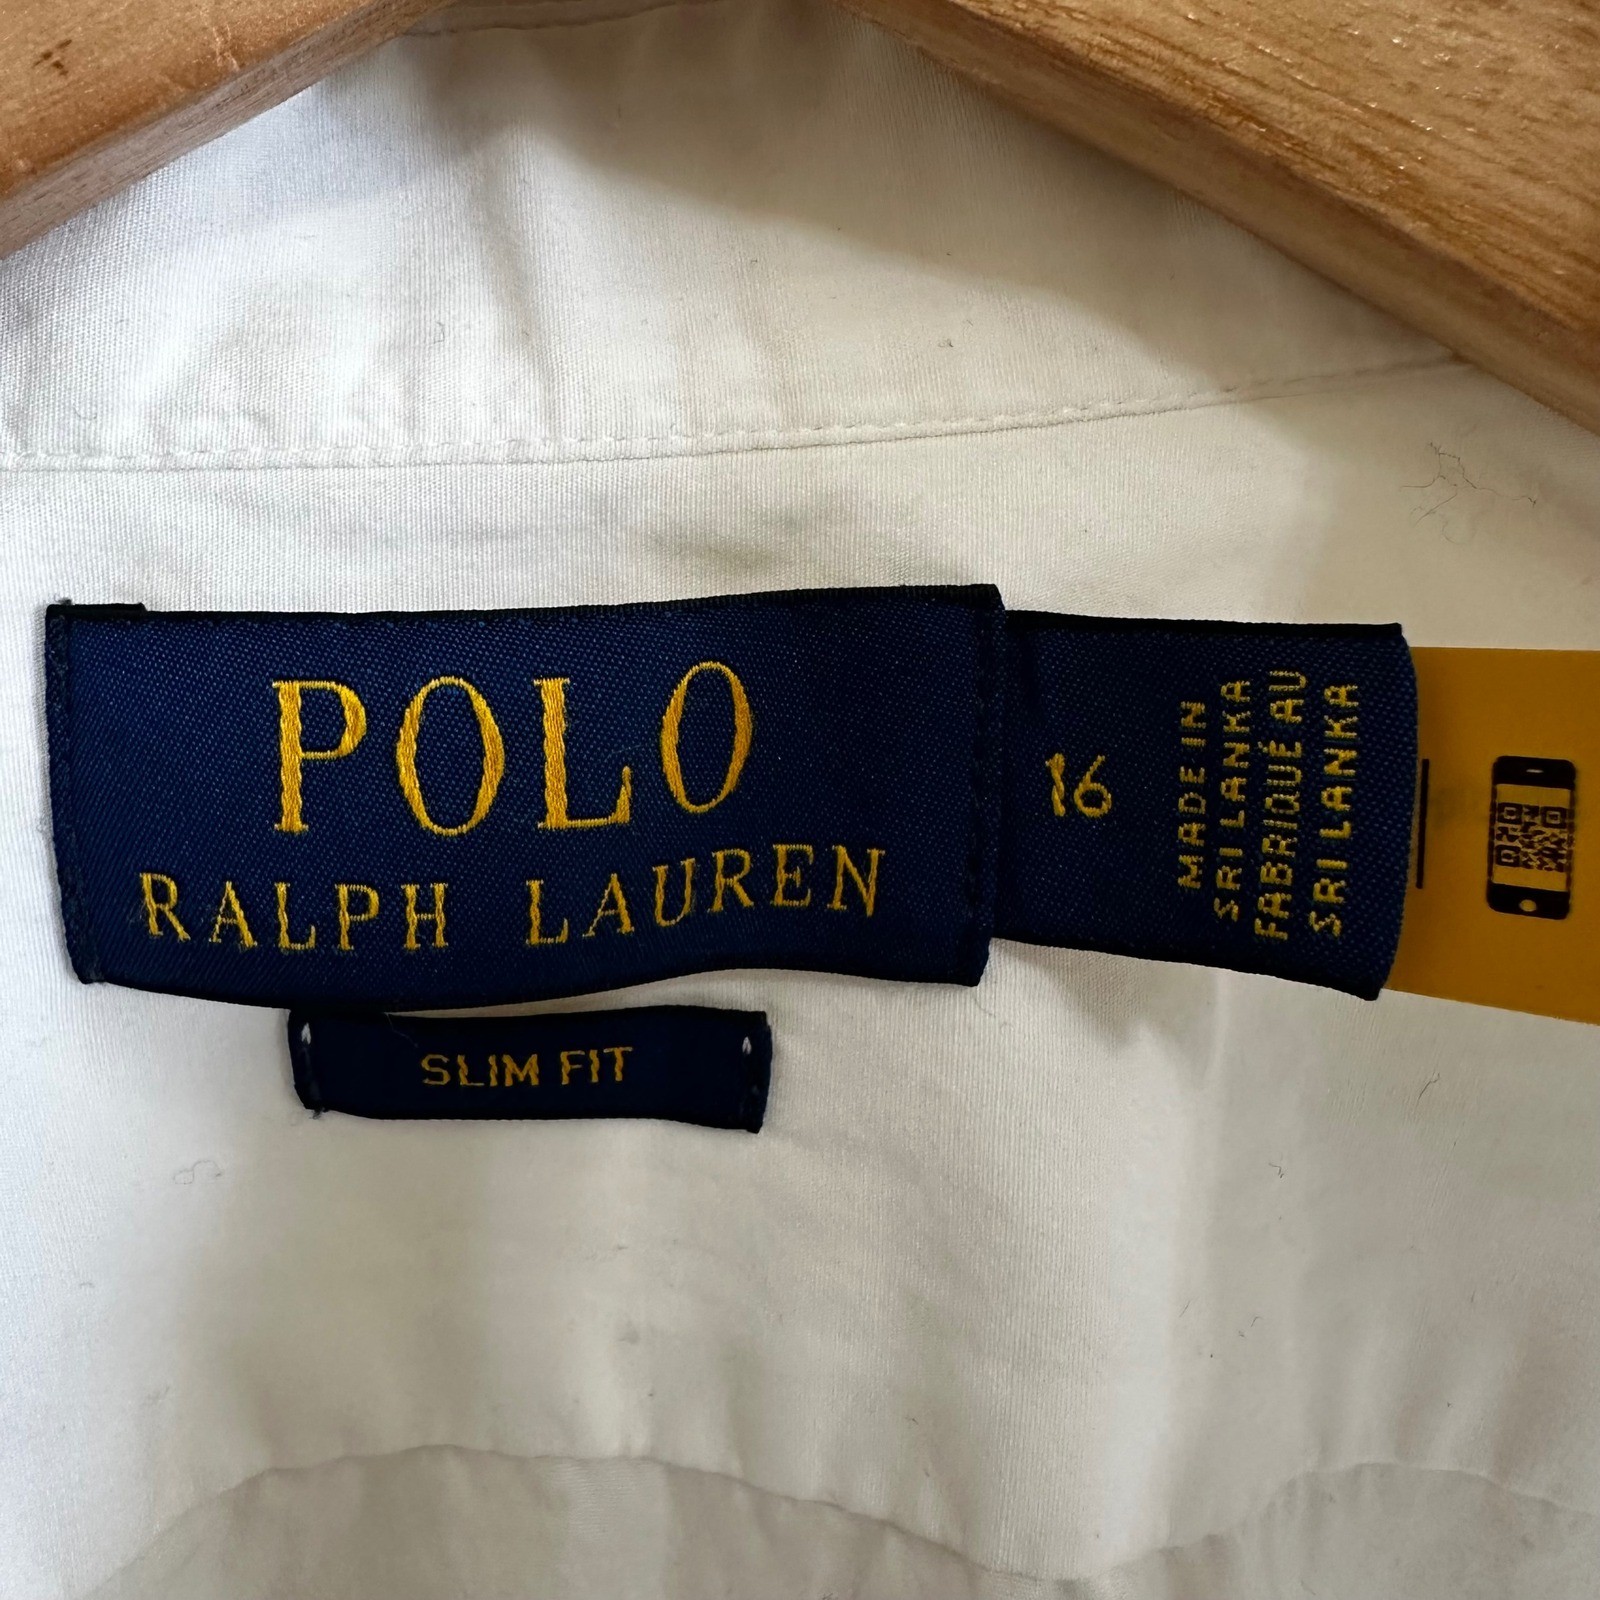 POLO
RALPH LAUREN
16
MADE IN
SRI LANKA
FABRIQUÉ AU
SRI LANKA
SLIM FIT